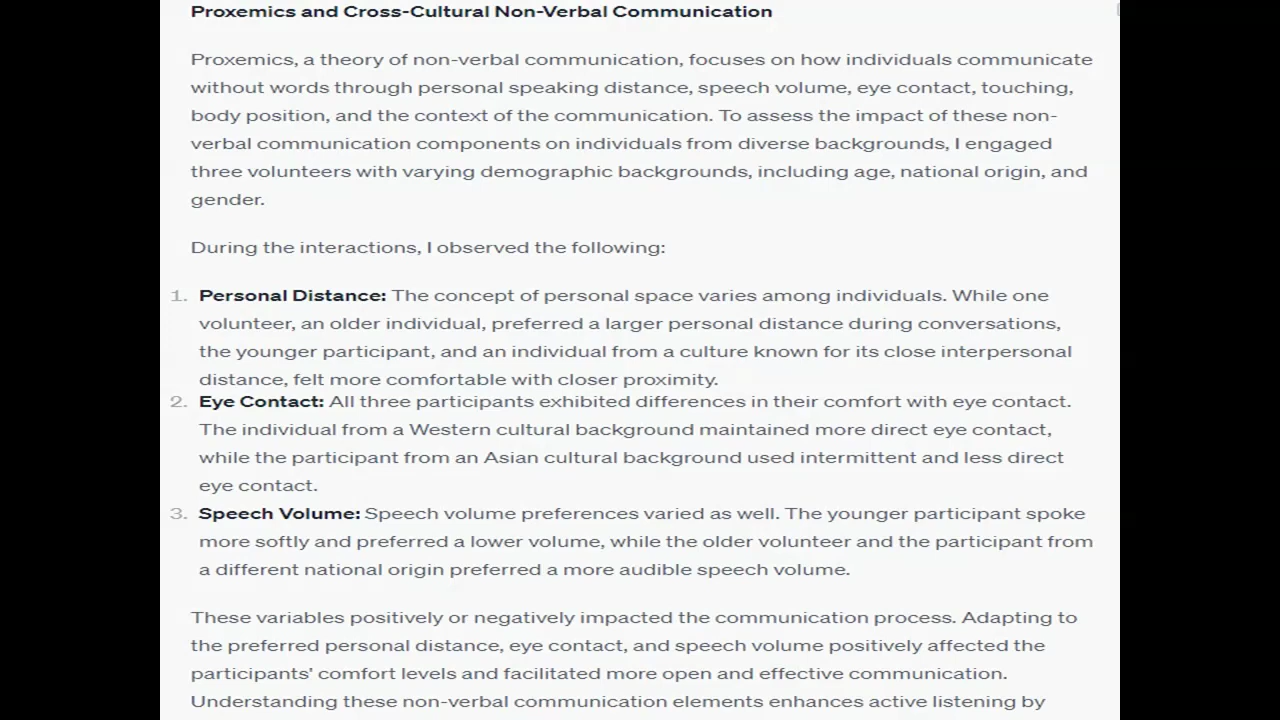 Proxemics and Cross-Cultural Non-Verbal Communication
Proxemics, a theory of non-verbal communication, focuses on how individuals communicate
without words through personal speaking distance, speech volume, eye contact, touching,
body position, and the context of the communication. To assess the impact of these non-
verbal communication components on individuals from diverse backgrounds, I engaged
three volunteers with varying demographic backgrounds, including age, national origin, and
gender.
During the interactions, I observed the following:
1. Personal Distance: The concept of personal space varies among individuals. While one
volunteer, an older individual, preferred a larger personal distance during conversations,
the younger participant, and an individual from a culture known for its close interpersonal
distance, felt more comfortable with closer proximity.
2. Eye Contact: All three participants exhibited differences in their comfort with eye contact.
The individual from a Western cultural background maintained more direct eye contact,
while the participant from an Asian cultural background used intermittent and less direct
eye contact.
3. Speech Volume: Speech volume preferences varied as well. The younger participant spoke
more softly and preferred a lower volume, while the older volunteer and the participant from
a different national origin preferred a more audible speech volume.
These variables positively or negatively impacted the communication process. Adapting to
the preferred personal distance, eye contact, and speech volume positively affected the
participants' comfort levels and facilitated more open and effective communication.
Understanding these non-verbal communication elements enhances active listening by